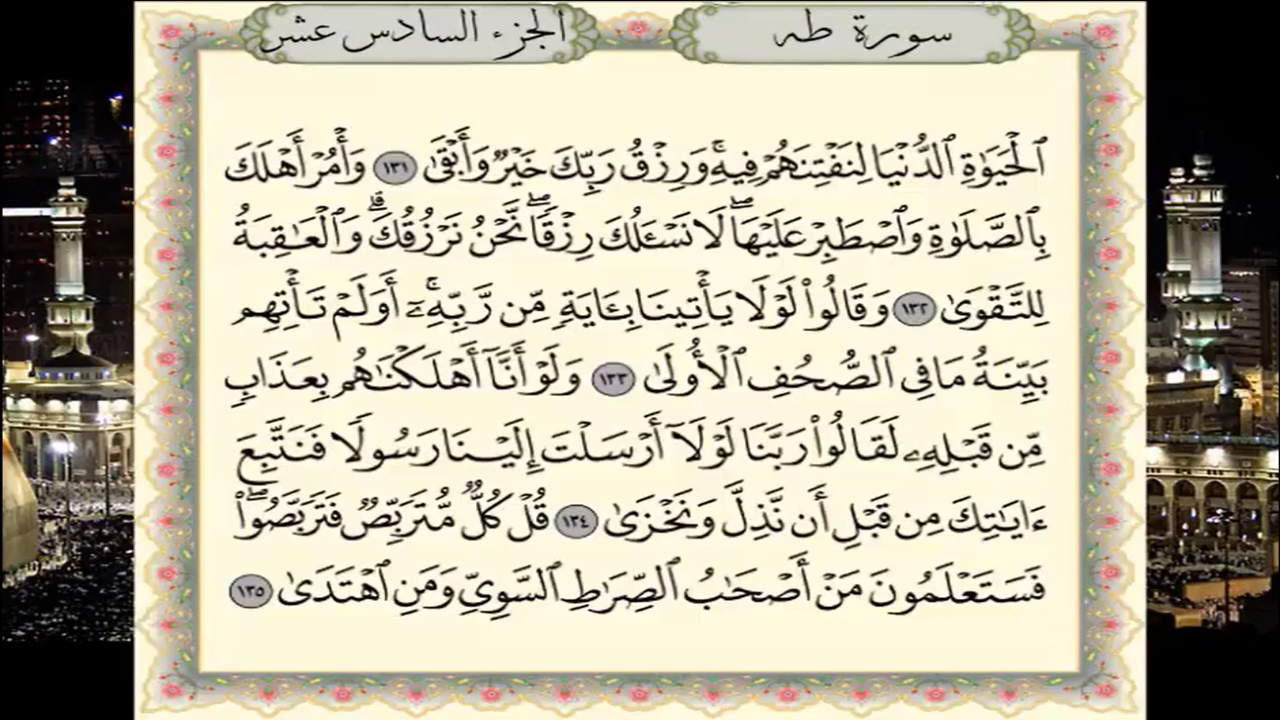 سورة طه
الجزء السادس عشر
ٱلْحَيَوٰةِ ٱلدُّنْيَا لِنَفْتِنَهُمْ فِيهِ ۚ وَرِزْقُ رَبِّكَ خَيْرٌ وَأَبْقَىٰ ١٣١ وَأْمُرْ أَهْلَكَ
بِٱلصَّلَوٰةِ وَٱصْطَبِرْ عَلَيْهَا ۖ لَا نَسْـَٔلُكَ رِزْقًا ۖ نَّحْنُ نَرْزُقُكَ ۗ وَٱلْعَـٰقِبَةُ
لِلتَّقْوَىٰ ١٣٢ وَقَالُوا۟ لَوْلَا يَأْتِينَا بِـَٔايَةٍ مِّن رَّبِّهِۦٓ ۚ أَوَلَمْ تَأْتِهِم
بَيِّنَةُ مَا فِى ٱلصُّحُفِ ٱلْأُولَىٰ ١٣٣ وَلَوْ أَنَّآ أَهْلَكْنَـٰهُم بِعَذَابٍ
مِّن قَبْلِهِۦ لَقَالُوا۟ رَبَّنَا لَوْلَآ أَرْسَلْتَ إِلَيْنَا رَسُولًا فَنَتَّبِعَ
ءَايَـٰتِكَ مِن قَبْلِ أَن نَّذِلَّ وَنَخْزَىٰ ١٣٤ قُلْ كُلٌّ مُّتَرَبِّصٌ فَتَرَبَّصُوا۟ ۖ
فَسَتَعْلَمُونَ مَنْ أَصْحَـٰبُ ٱلصِّرَٰطِ ٱلسَّوِىِّ وَمَنِ ٱهْتَدَىٰ ١٣٥